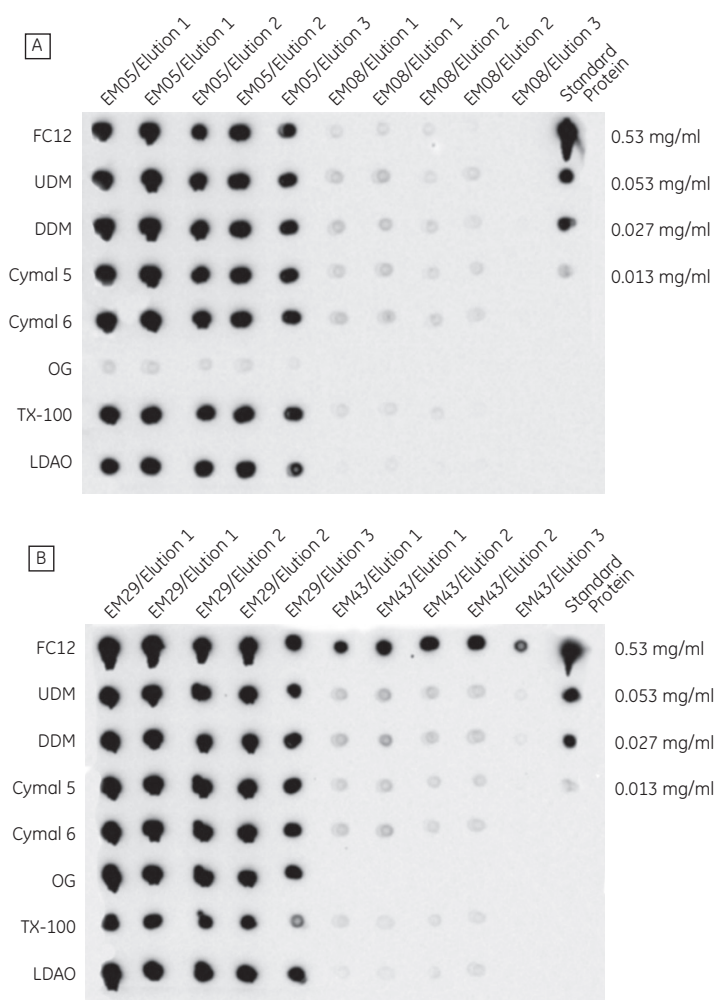 A
EM05/Elution 1
EM05/Elution 1
EM05/Elution 2
EM05/Elution 2
EM05/Elution 3
EM08/Elution 1
EM08/Elution 1
EM08/Elution 2
EM08/Elution 2
EM08/Elution 3
Standard
Protein
FC12
0.53 mg/ml
UDM
0.053 mg/ml
DDM
0.027 mg/ml
Cymal 5
0.013 mg/ml
Cymal 6
OG
TX-100
LDAO
B
EM29/Elution 1
EM29/Elution 1
EM29/Elution 2
EM29/Elution 2
EM29/Elution 3
EM43/Elution 1
EM43/Elution 1
EM43/Elution 2
EM43/Elution 2
EM43/Elution 3
Standard
Protein
FC12
0.53 mg/ml
UDM
0.053 mg/ml
DDM
0.027 mg/ml
Cymal 5
0.013 mg/ml
Cymal 6
OG
TX-100
LDAO